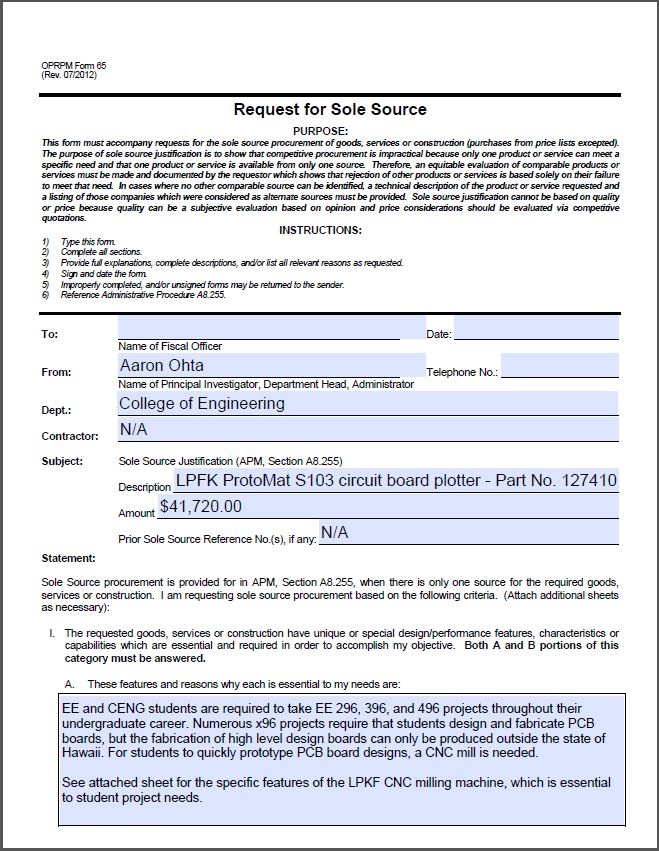 OPRPM Form 65
(Rev. 07/2012)
Request for Sole Source
PURPOSE:
This form must accompany requests for the sole source procurement of goods, services or construction (purchases from price lists excepted).
The purpose of sole source justification is to show that competitive procurement is impractical because only one product or service can meet a
specific need and that one product or service is available from only one source. Therefore, an equitable evaluation of comparable products or
services must be made and documented by the requestor which shows that rejection of other products or services is based solely on their failure
to meet that need. In cases where no other comparable source can be identified, a technical description of the product or service requested and
a listing of those companies which were considered as alternate sources must be provided. Sole source justification cannot be based on quality
or price because quality can be a subjective evaluation based on opinion and price considerations should be evaluated via competitive
quotations.
INSTRUCTIONS:
1) Type this form.
2) Complete all sections.
3) Provide full explanations, complete descriptions, and/or list all relevant reasons as requested.
4) Sign and date the form.
5) Improperly completed, and/or unsigned forms may be returned to the sender.
6) Reference Administrative Procedure A8.255.
To: Date:
Name of Fiscal Officer
From: Aaron Ohta Telephone No.:
Name of Principal Investigator, Department Head, Administrator
Dept.: College of Engineering
Contractor: N/A
Subject: Sole Source Justification (APM, Section A8.255)
Description LPFK ProtoMat S103 circuit board plotter - Part No. 127410
Amount $41,720.00
Prior Sole Source Reference No.(s), if any: N/A
Statement:
Sole Source procurement is provided for in APM, Section A8.255, when there is only one source for the required goods,
services or construction. I am requesting sole source procurement based on the following criteria. (Attach additional sheets
as necessary):
I. The requested goods, services or construction have unique or special design/performance features, characteristics or
capabilities which are essential and required in order to accomplish my objective. Both A and B portions of this
category must be answered.
A. These features and reasons why each is essential to my needs are:
EE and CENG students are required to take EE 296, 396, and 496 projects throughout their
undergraduate career. Numerous x96 projects require that students design and fabricate PCB
boards, but the fabrication of high level design boards can only be produced outside the state of
Hawaii. For students to quickly prototype PCB board designs, a CNC mill is needed.
See attached sheet for the specific features of the LPKF CNC milling machine, which is essential
to student project needs.